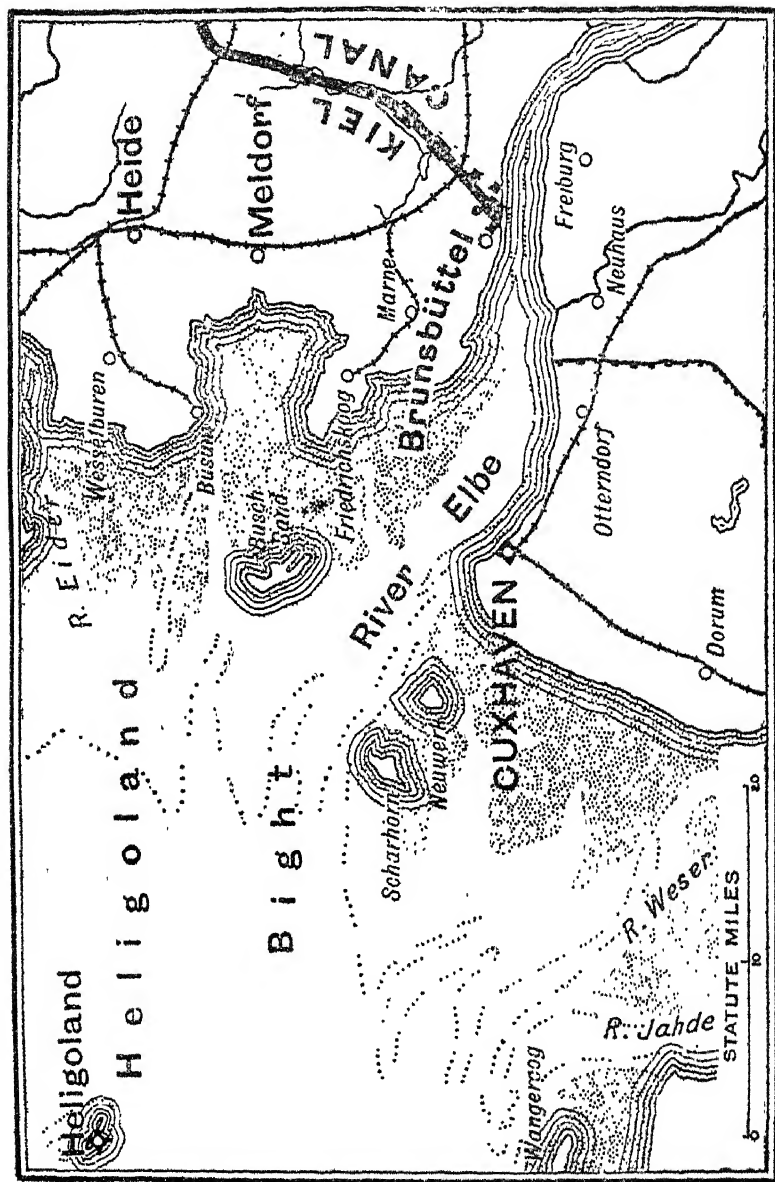 Heligoland
Heligoland
Bight
R. Eider
Wesselburen
Heide
KIEL
CANAL
Busum
Meldorf
Busch Sand
Friedrichskoog
Marne
Brunsbüttel
River Elbe
Scharhorn
Neuwerk
CUXHAVEN
Freiburg
Neuhaus
Otterndorf
Dorum
Wangeroog
R. Jahde
R. Weser
0 10 20
STATUTE MILES